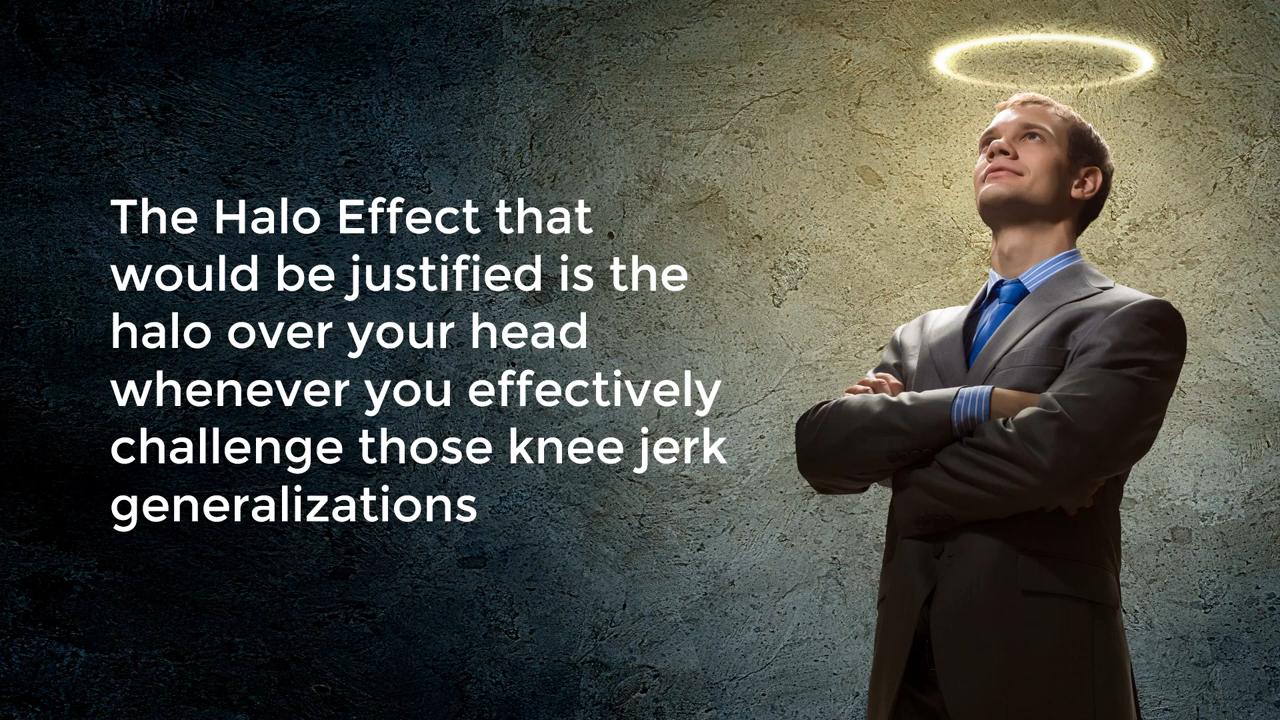 The Halo Effect that
would be justified is the
halo over your head
whenever you effectively
challenge those knee jerk
generalizations